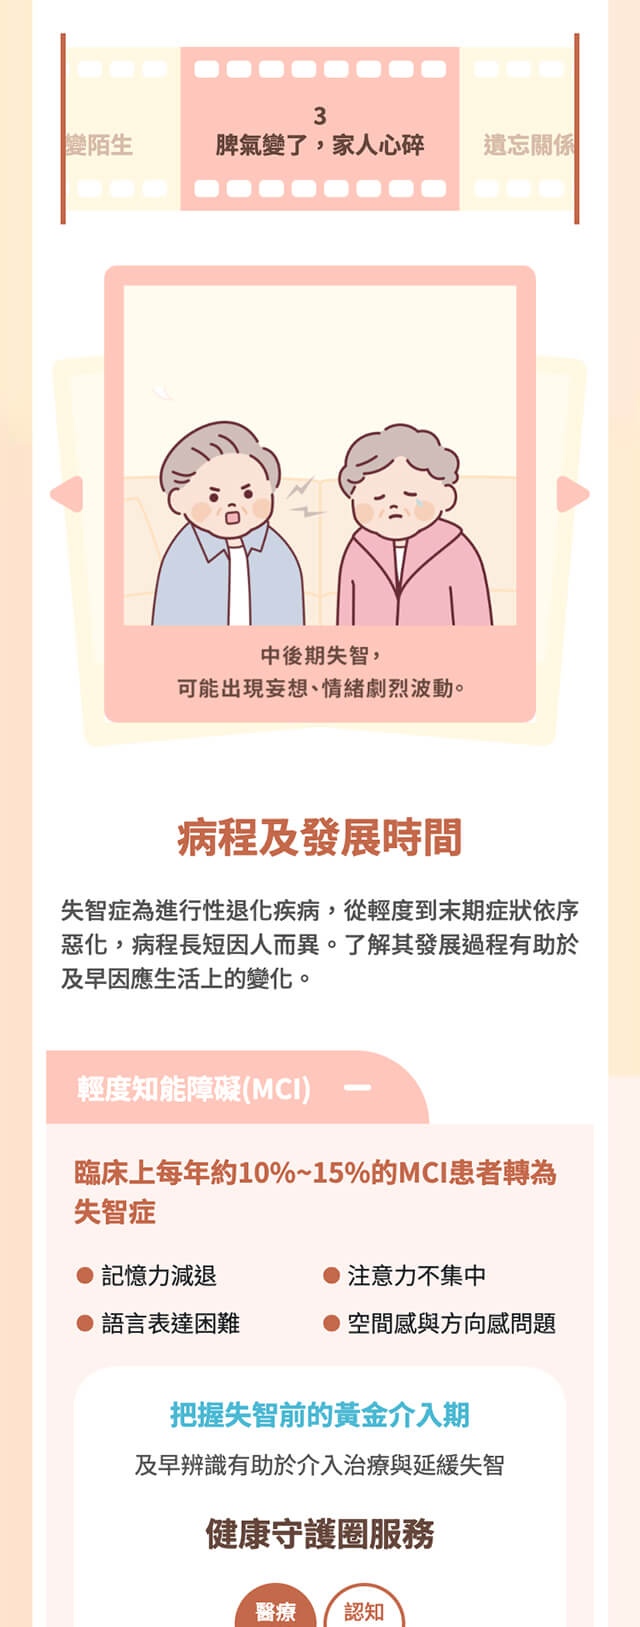 變陌生
3
脾氣變了，家人心碎
遺忘關係
中後期失智，
可能出現妄想、情緒劇烈波動。
病程及發展時間
失智症為進行性退化疾病，從輕度到末期症狀依序
惡化，病程長短因人而異。了解其發展過程有助於
及早因應生活上的變化。
輕度知能障礙(MCI)
臨床上每年約10%~15%的MCI患者轉為
失智症
記憶力減退
注意力不集中
語言表達困難
空間感與方向感問題
把握失智前的黃金介入期
及早辨識有助於介入治療與延緩失智
健康守護圈服務
醫療
認知